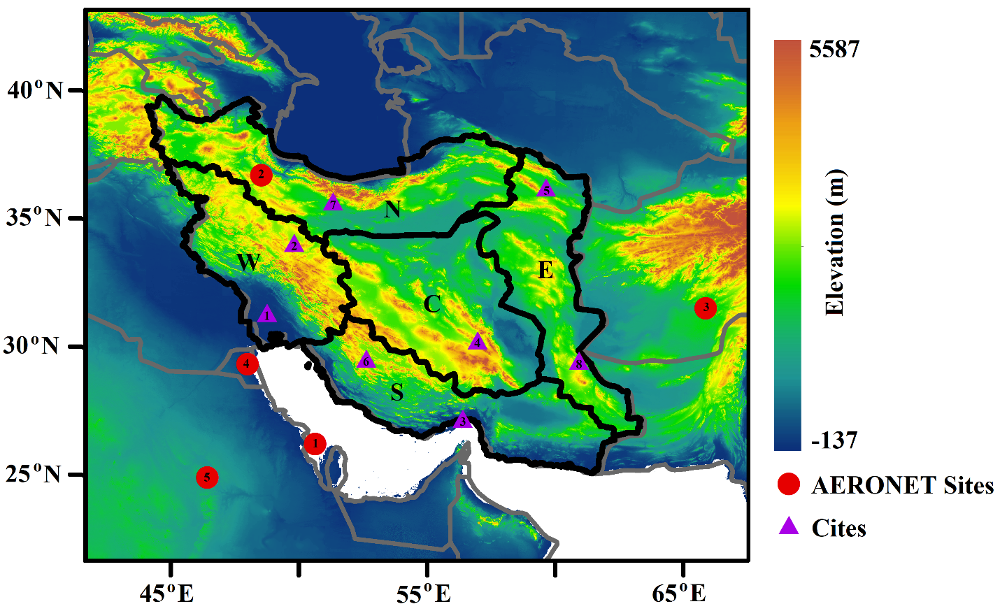 40°N
35°N
30°N
25°N
45°E
55°E
65°E
2
7
N
5
2
W
E
C
1
4
3
6
8
4
S
3
1
5
5587
Elevation (m)
-137
AERONET Sites
Cites